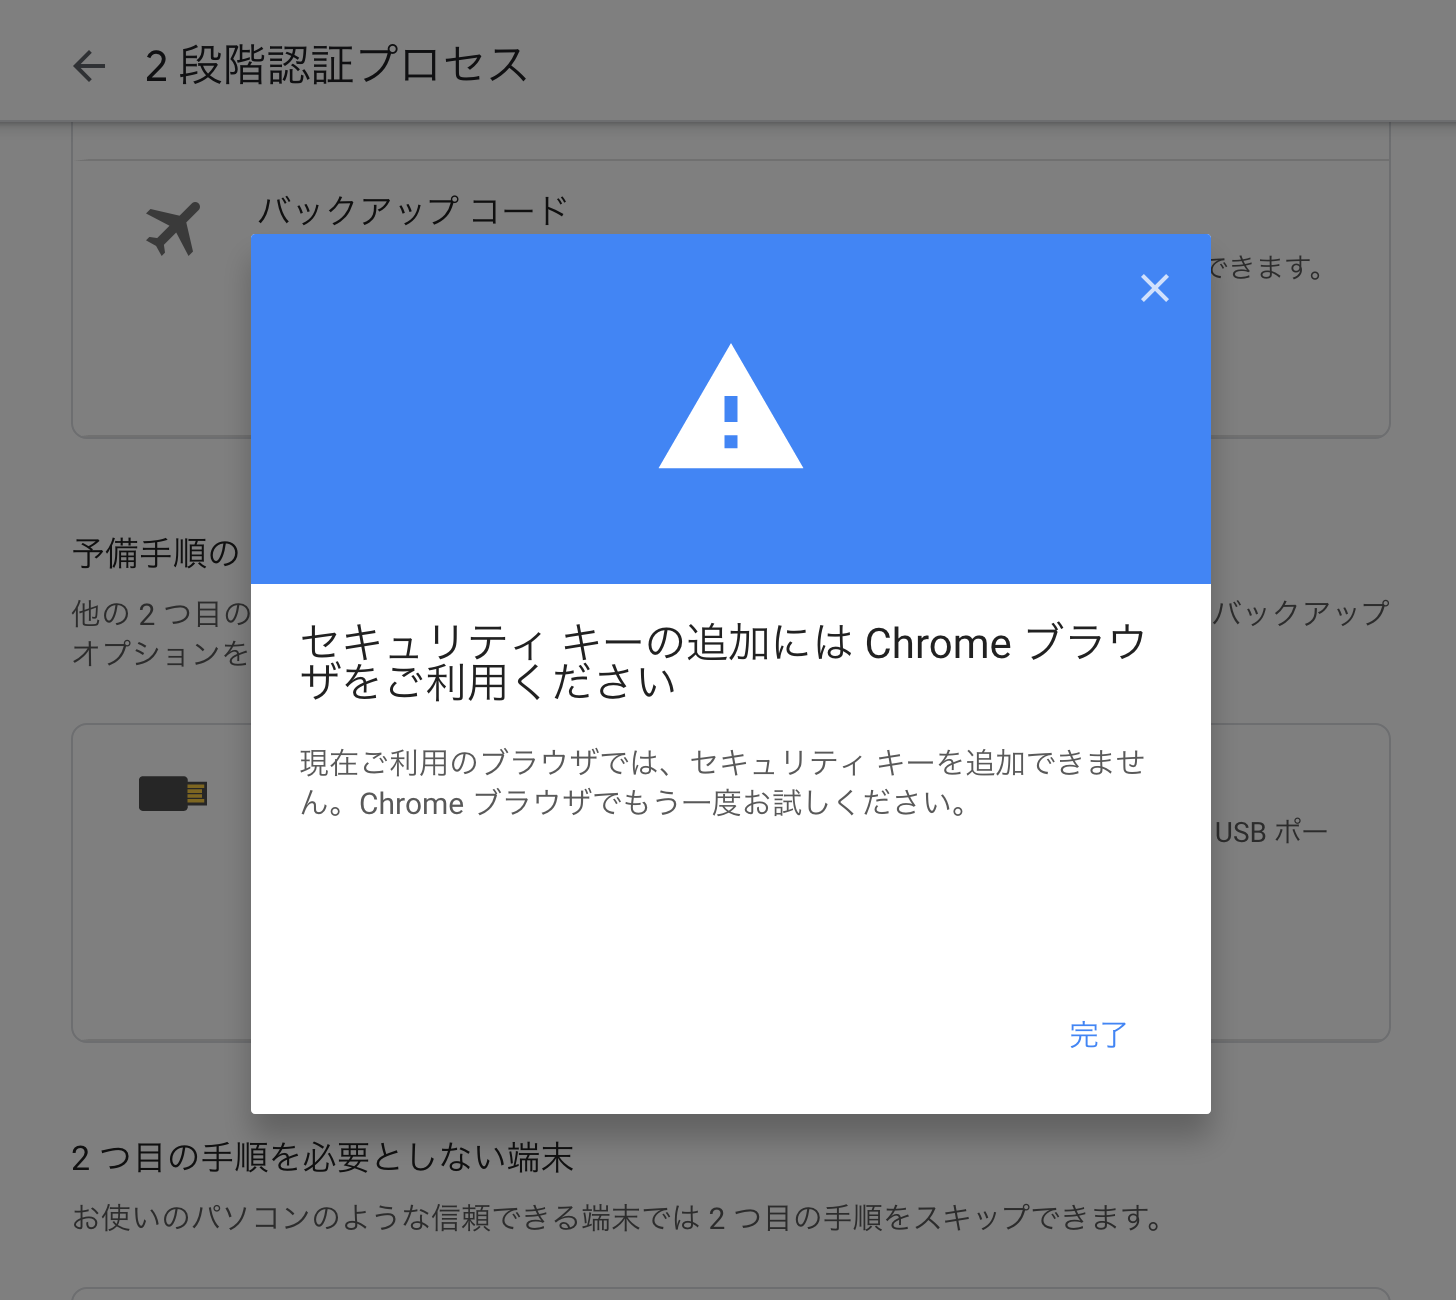 2 段階認証プロセス
バックアップ コード
できます。
予備手順の
他の 2 つ目の
バックアップ
オプションを
セキュリティ キーの追加には Chrome ブラウ
ザをご利用ください
現在ご利用のブラウザでは、セキュリティ キーを追加できませ
ん。Chrome ブラウザでもう一度お試しください。
USB ポー
完了
2 つ目の手順を必要としない端末
お使いのパソコンのような信頼できる端末では 2 つ目の手順をスキップできます。